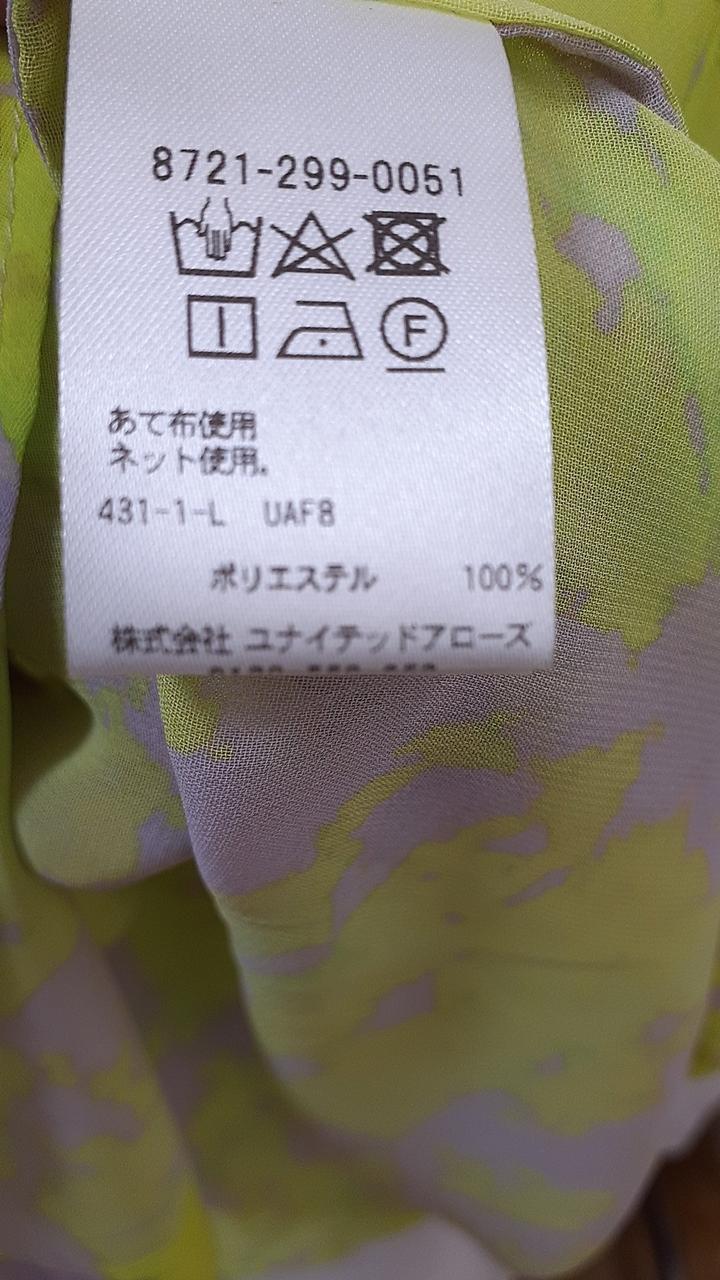 8721-299-0051
F
あて布使用
ネット使用。
431-1-L UAF8
ポリエステル 100%
株式会社 ユナイテッドアローズ